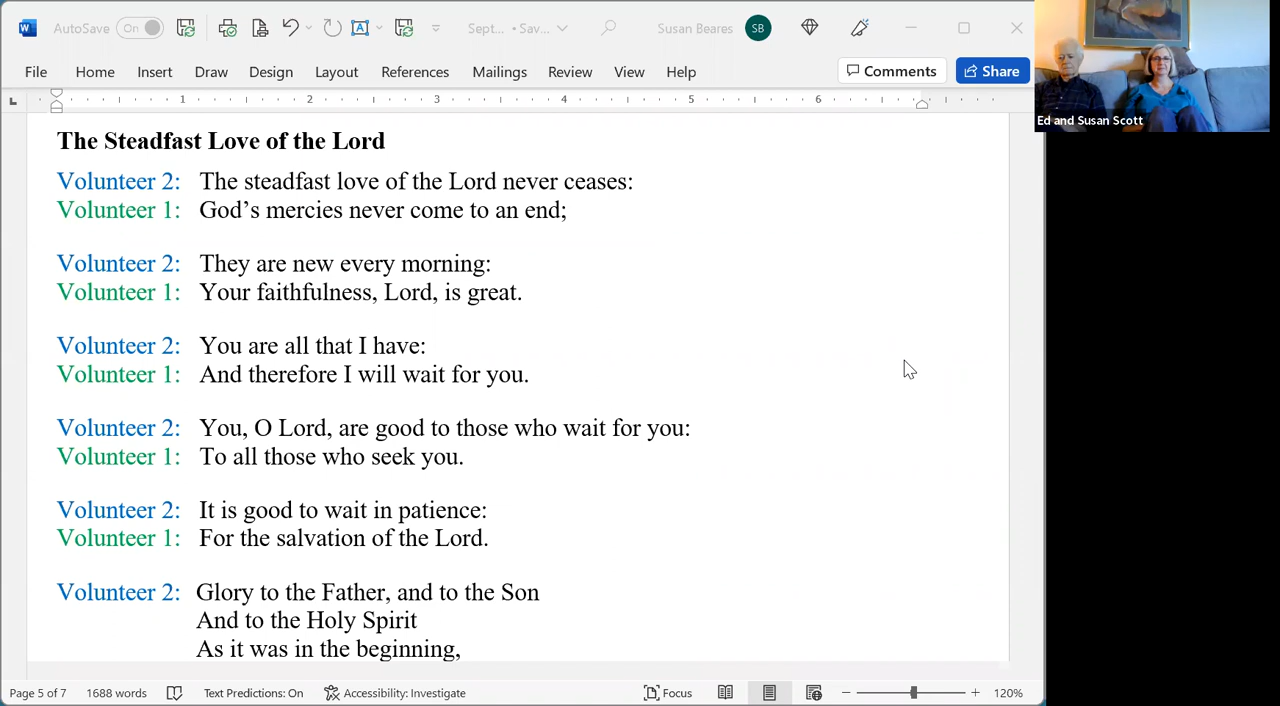 AutoSave On Sept... • Sav... Susan Beares SB
File Home Insert Draw Design Layout References Mailings Review View Help Comments Share
Ed and Susan Scott
1 2 3 4 5 6
The Steadfast Love of the Lord
Volunteer 2: The steadfast love of the Lord never ceases:
Volunteer 1: God's mercies never come to an end;
Volunteer 2: They are new every morning:
Volunteer 1: Your faithfulness, Lord, is great.
Volunteer 2: You are all that I have:
Volunteer 1: And therefore I will wait for you.
Volunteer 2: You, O Lord, are good to those who wait for you:
Volunteer 1: To all those who seek you.
Volunteer 2: It is good to wait in patience:
Volunteer 1: For the salvation of the Lord.
Volunteer 2: Glory to the Father, and to the Son
And to the Holy Spirit
As it was in the beginning,
Page 5 of 7 1688 words Text Predictions: On Accessibility: Investigate Focus 120%